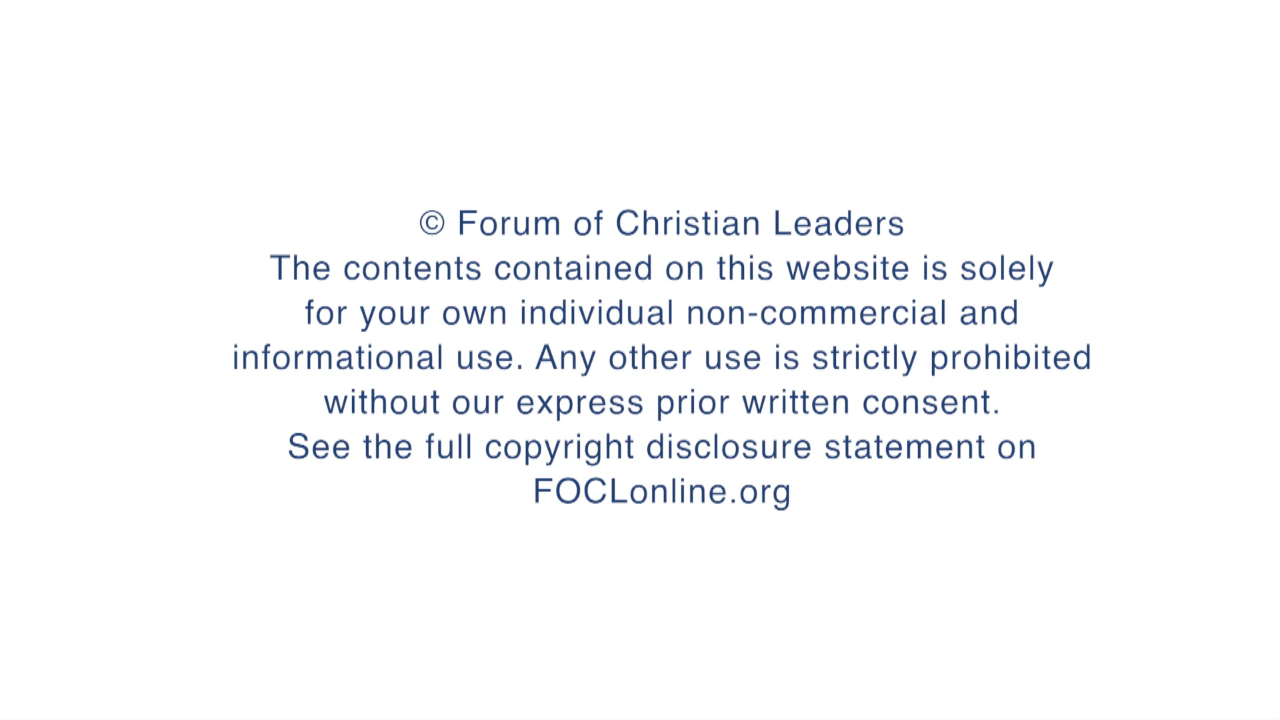 © Forum of Christian Leaders
The contents contained on this website is solely
for your own individual non-commercial and
informational use. Any other use is strictly prohibited
without our express prior written consent.
See the full copyright disclosure statement on
FOCLonline.org